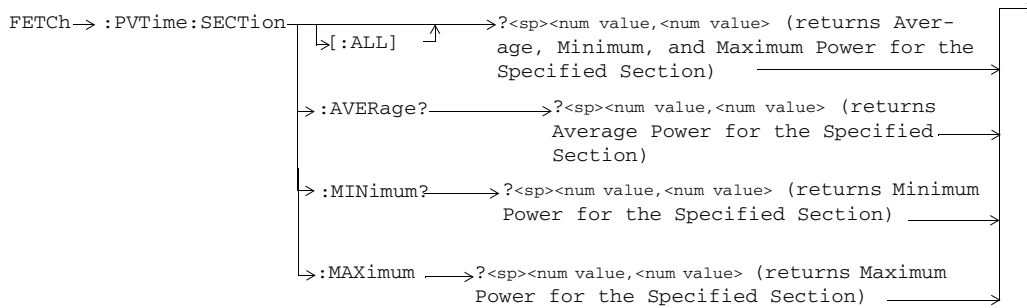 FETCh :PVTime:SECTion ?<sp><num value,<num value> (returns Aver-
[:ALL] age, Minimum, and Maximum Power for the
Specified Section)
:AVERage? ?<sp><num value,<num value> (returns
Average Power for the Specified
Section)
:MINimum? ?<sp><num value,<num value> (returns Minimum
Power for the Specified Section)
:MAXimum ?<sp><num value,<num value> (returns Maximum
Power for the Specified Section)